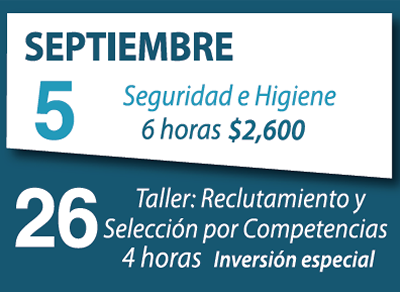 SEPTIEMBRE
5 Seguridad e Higiene
6 horas $2,600
26 Taller: Reclutamiento y
Selección por Competencias
4 horas Inversión especial